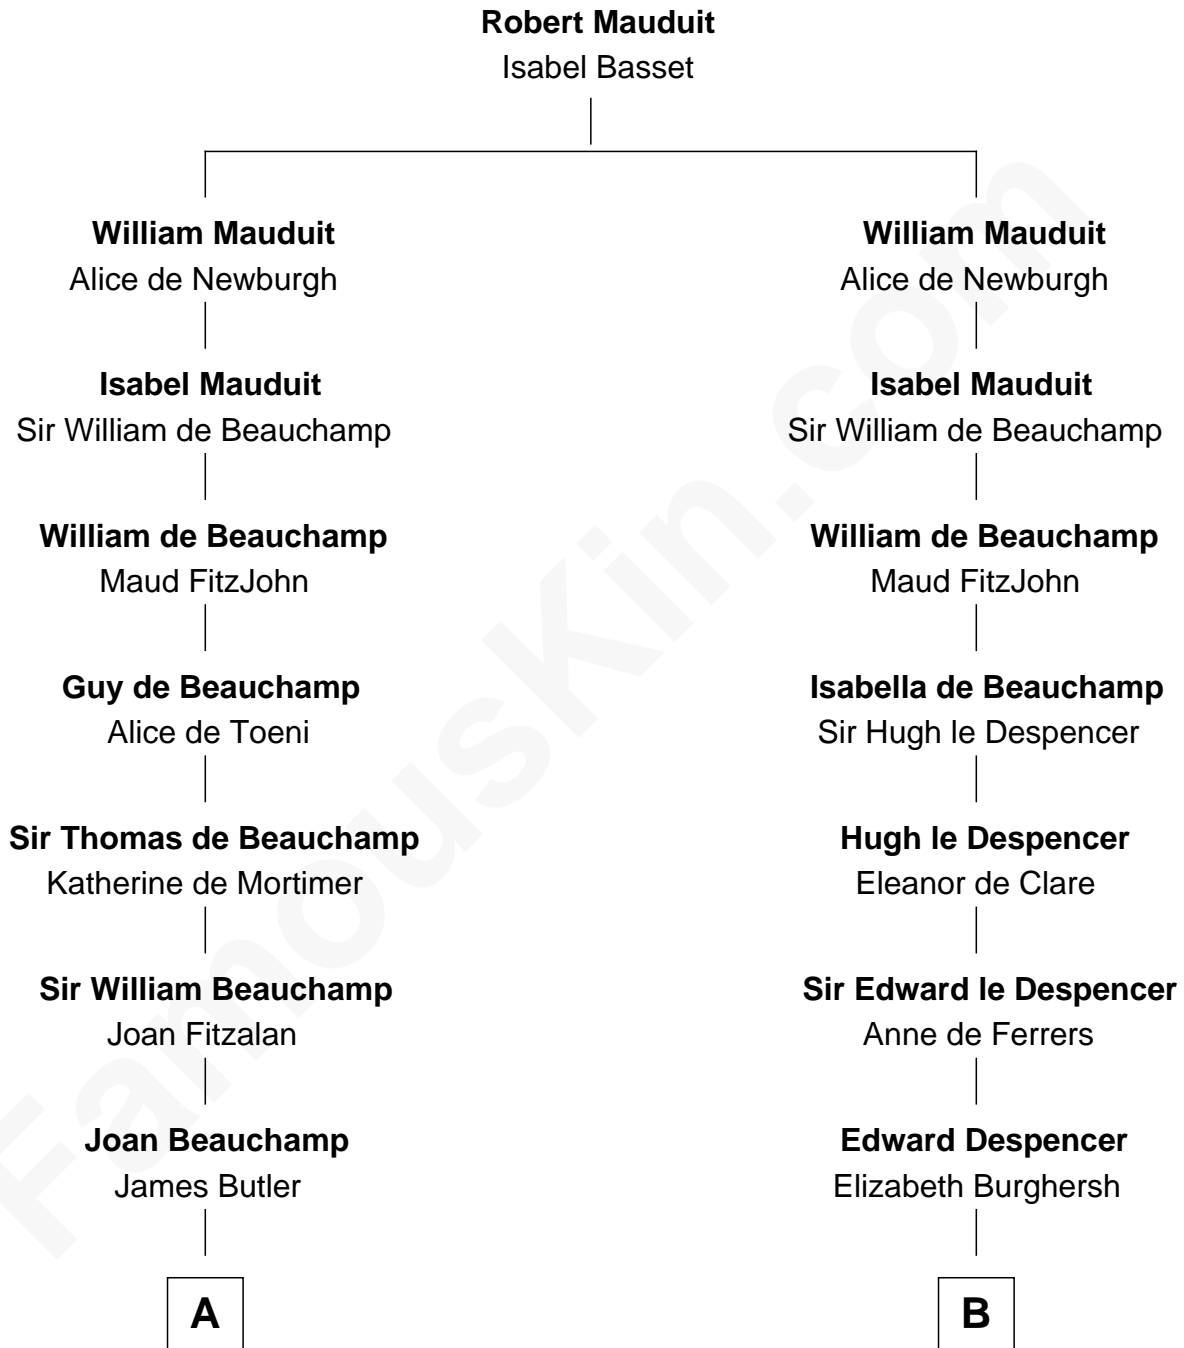 Robert Mauduit
Isabel Basset
William Mauduit
Alice de Newburgh
William Mauduit
Alice de Newburgh
Isabel Mauduit
Sir William de Beauchamp
Isabel Mauduit
Sir William de Beauchamp
William de Beauchamp
Maud FitzJohn
William de Beauchamp
Maud FitzJohn
Guy de Beauchamp
Alice de Toeni
Isabella de Beauchamp
Sir Hugh le Despencer
Sir Thomas de Beauchamp
Katherine de Mortimer
Hugh le Despencer
Eleanor de Clare
Sir William Beauchamp
Joan Fitzalan
Sir Edward le Despencer
Anne de Ferrers
Joan Beauchamp
James Butler
Edward Despencer
Elizabeth Burghersh
A
B
FamousKin.com